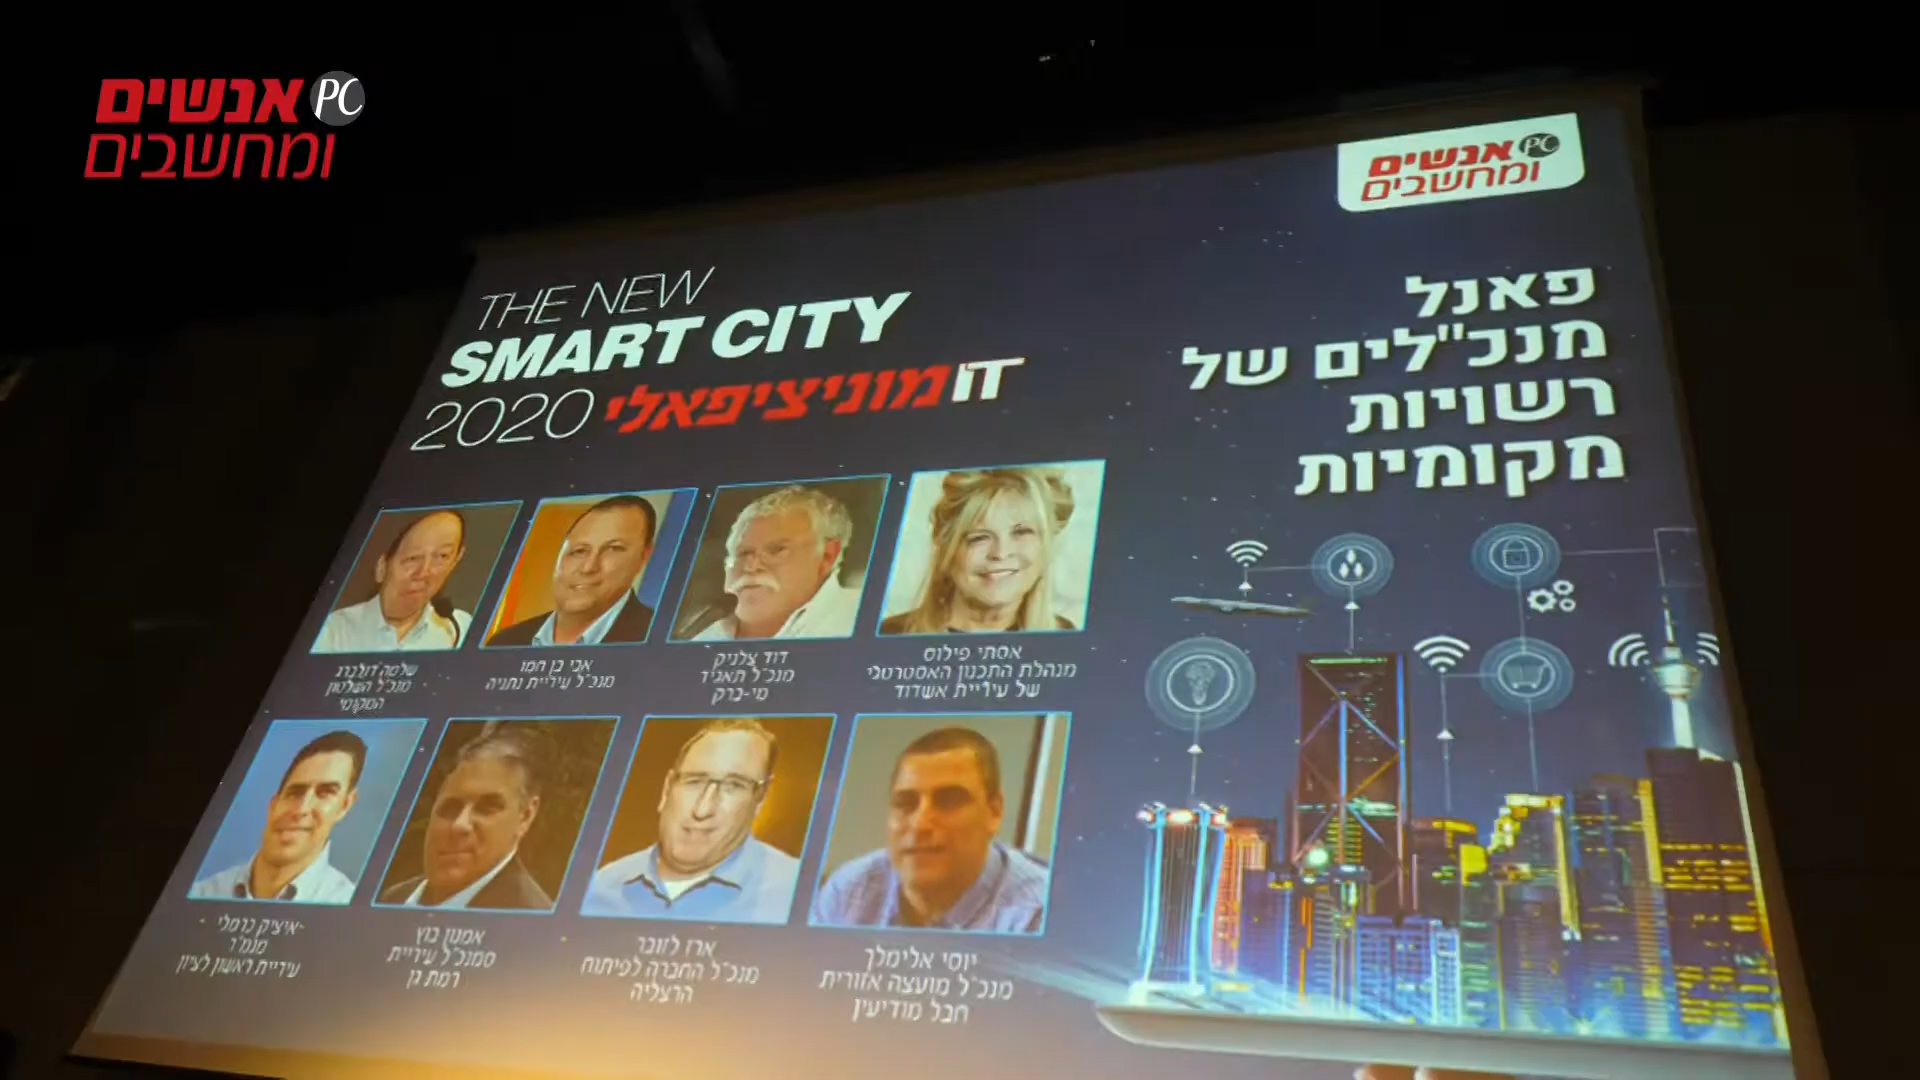 אנשים PC
ומחשבים
אנשים PC
ומחשבים
THE NEW
SMART CITY
המוניציפאלי 2020
פאנל
מנכ"לים של
רשויות
מקומיות
אסתי פילוס
מנהלת התכנון האסטרטגי
של עיריית אשדוד
דוד צלניק
מנכ"ל תאגיד
מי-ברק
אבי בן חמו
מנכ"ל עיריית נתניה
שלמה דולברג
מנכ"ל השלטון
המקומי
יוסי אלימלך
מנכ"ל מועצה אזורית
חבל מודיעין
ארז לזובר
מנכ"ל החברה לפיתוח
הרצליה
אמנון כוץ
סמנכ"ל עיריית
רמת גן
איציק כרמלי -
מנמ"ר
עיריית ראשון לציון